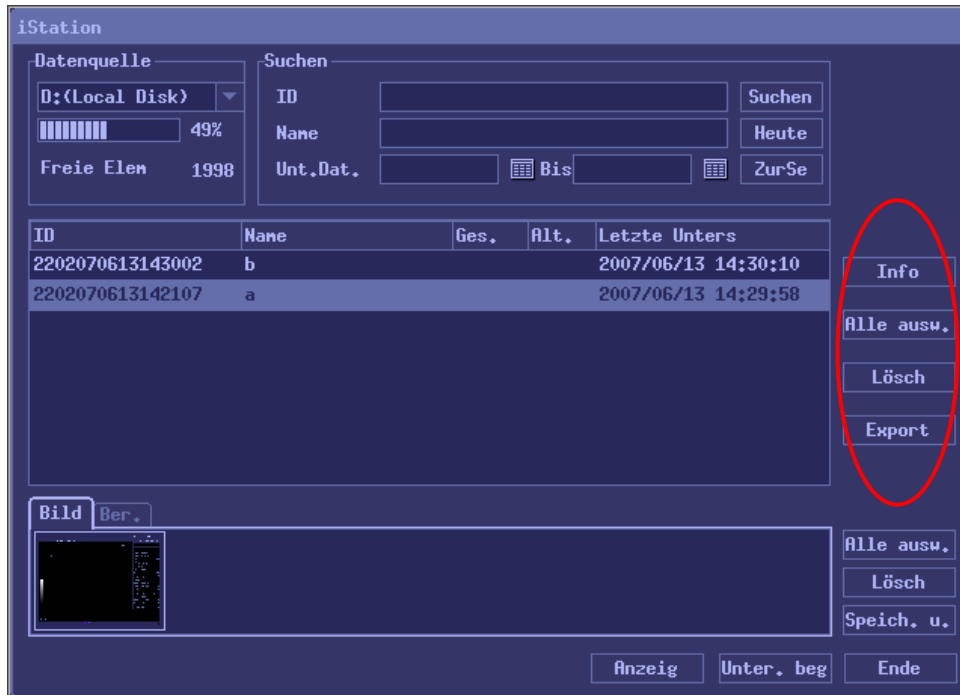 iStation
Datenquelle
D:(Local Disk)
49%
Freie Elem 1998
Suchen
ID
Suchen
Name
Heute
Unt.Dat. Bis
ZurSe
ID Name Ges. Alt. Letzte Unters
2202070613143002 b 2007/06/13 14:30:10
2202070613142107 a 2007/06/13 14:29:58
Info
Alle ausw.
Lösch
Export
Bild Ber.
Alle ausw.
Lösch
Speich. u.
Anzeig Unter. beg Ende